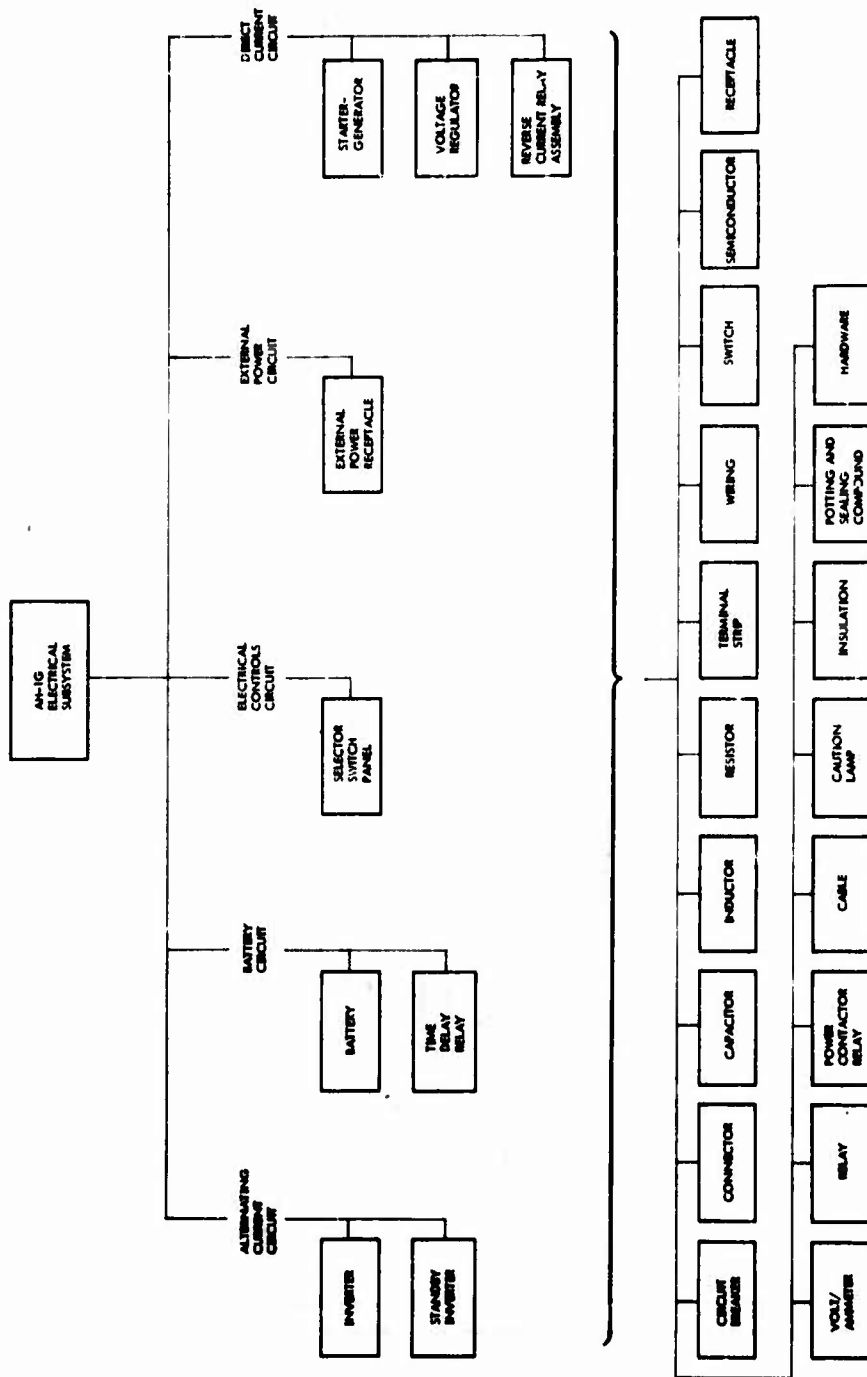 AH-1G
ELECTRICAL
SUBSYSTEM
ALTERNATING
CURRENT
CIRCUIT
INVERTER
STANDBY
INVERTER
BATTERY
CIRCUIT
BATTERY
TIME
DELAY
RELAY
ELECTRICAL
CONTROLS
CIRCUIT
SELECTOR
SWITCH
PANEL
EXTERNAL
POWER
CIRCUIT
EXTERNAL
POWER
RECEPTACLE
DIRECT
CURRENT
CIRCUIT
STARTER-
GENERATOR
VOLTAGE
REGULATOR
REVERSE
CURRENT RELAY
ASSEMBLY
CIRCUIT
BREAKER
CONNECTOR
CAPACITOR
INDUCTOR
RESISTOR
TERMINAL
STRIP
WIRING
SWITCH
SEMICONDUCTOR
RECEPTACLE
VOLT/
AMMETER
RELAY
POWER
CONTACTOR
RELAY
CABLE
CAUTION
LAMP
INSULATION
POTTING AND
SEALING
COMPOUND
HARDWARE